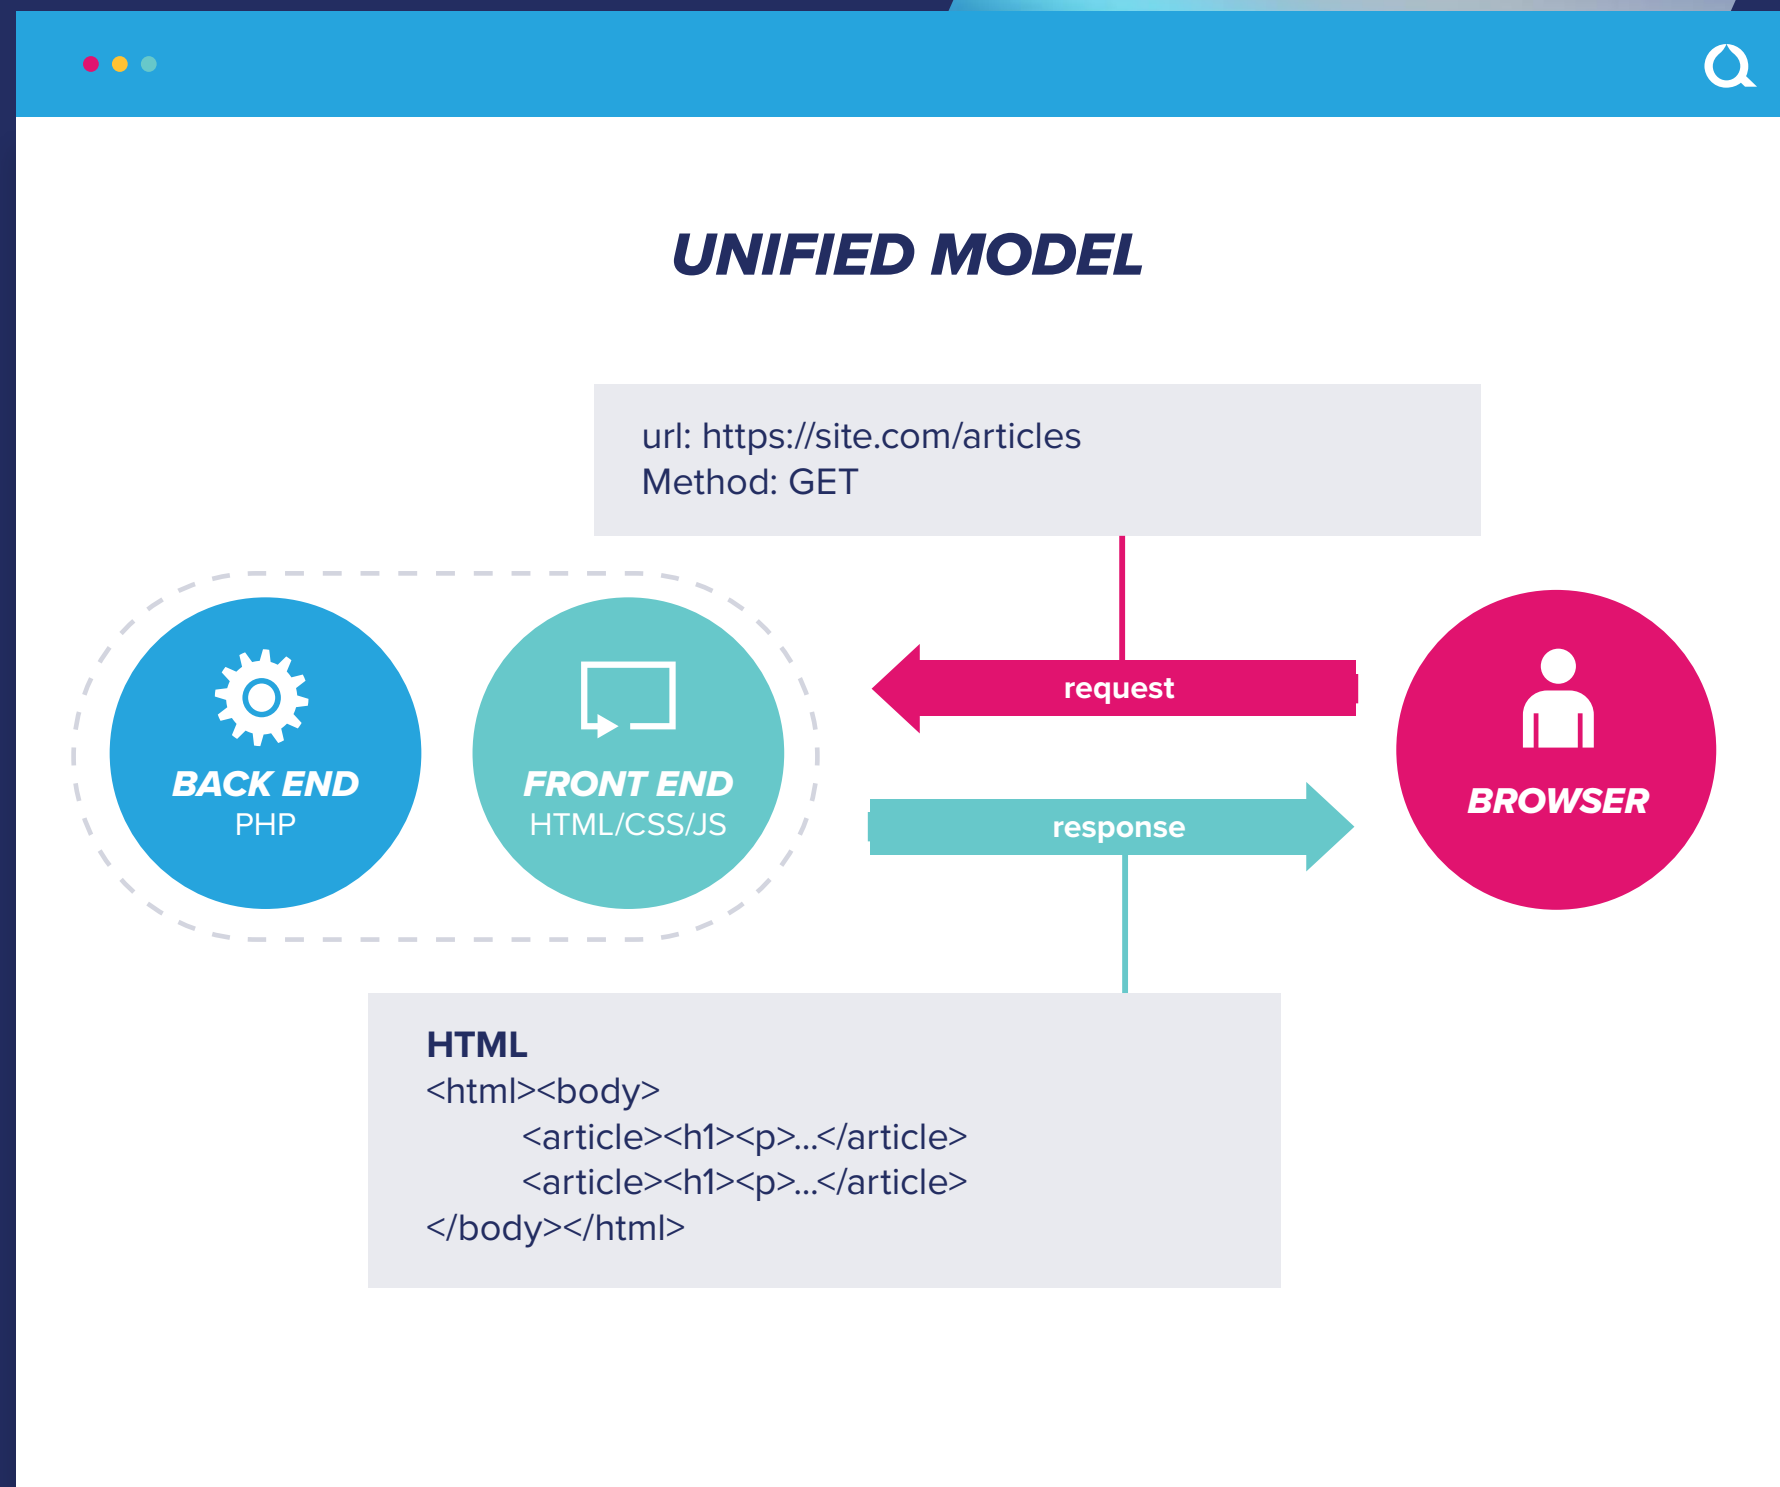 UNIFIED MODEL
url: https://site.com/articles
Method: GET
BACK END
PHP
FRONT END
HTML/CSS/JS
request
response
BROWSER
HTML
<html><body>
<article><h1><p>...</article>
<article><h1><p>...</article>
</body></html>